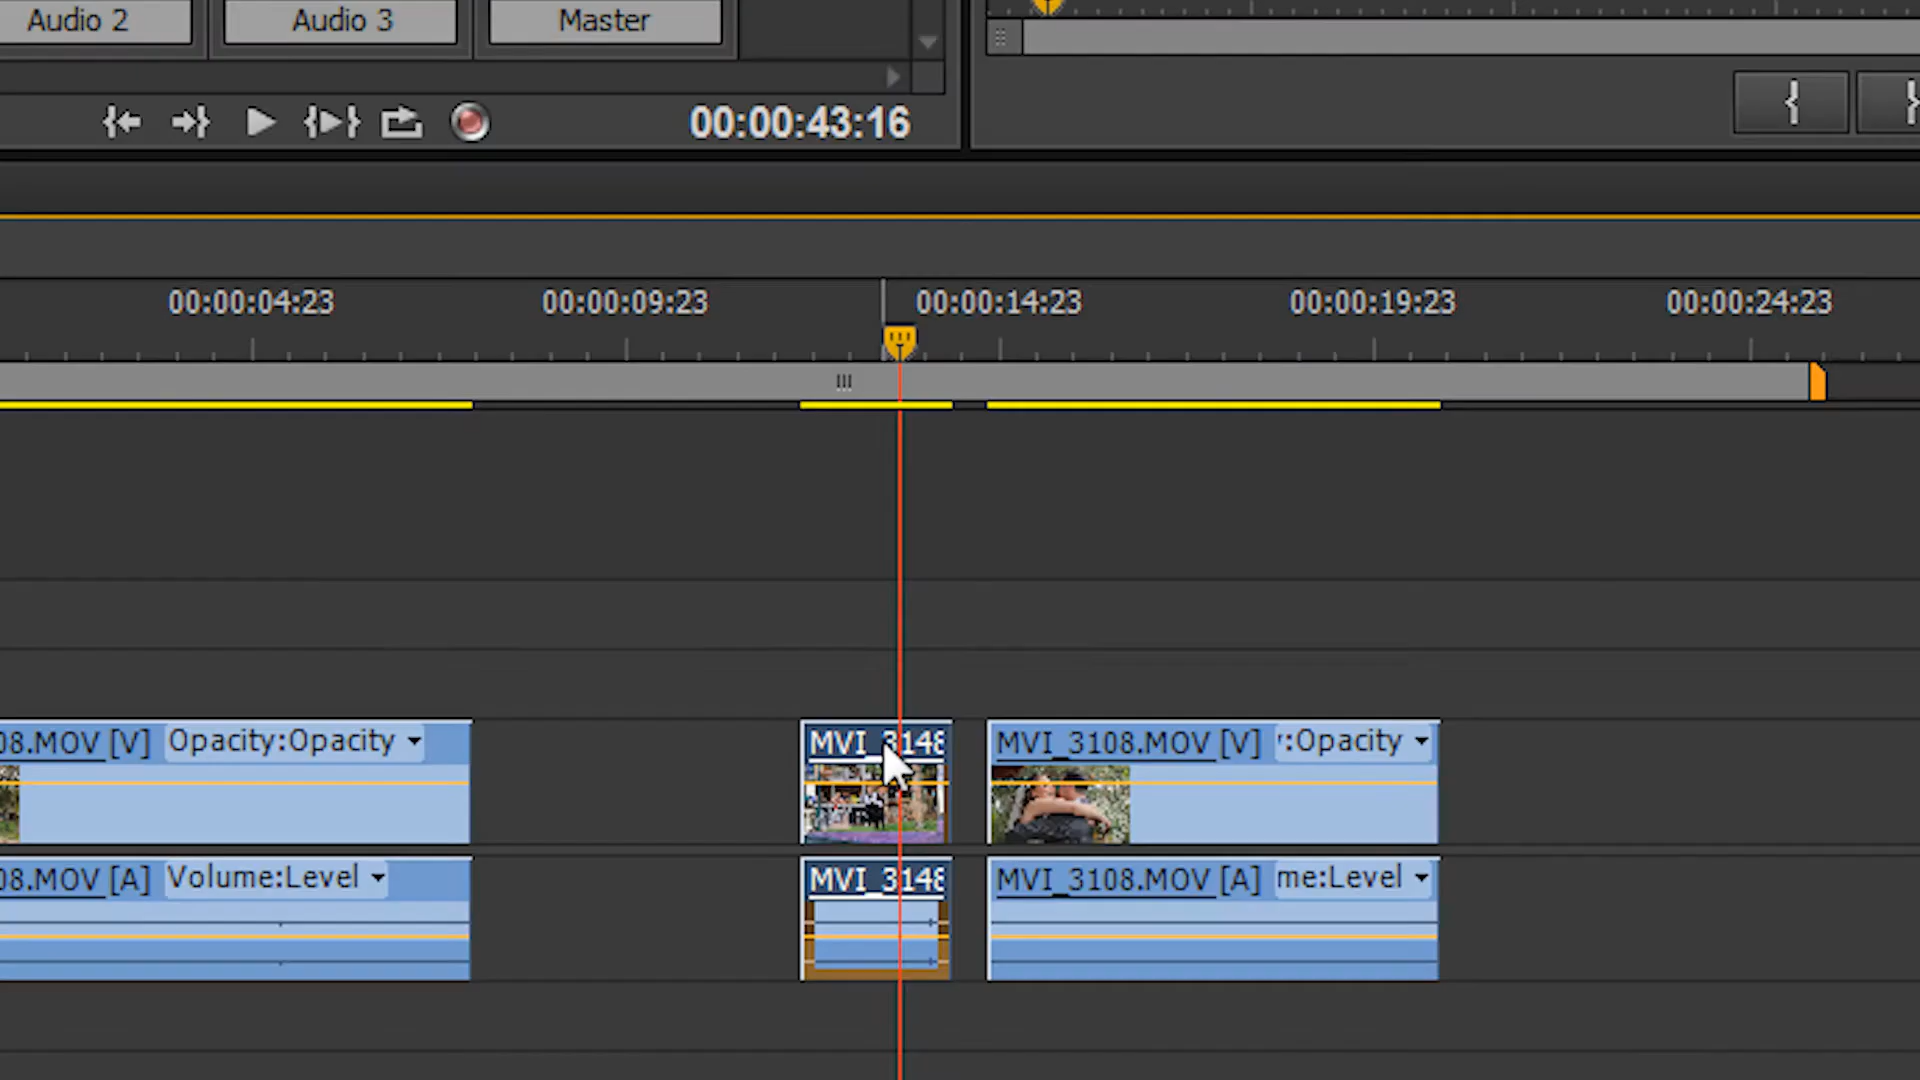 Audio 2 Audio 3 Master
00:00:43:16
00:00:04:23 00:00:09:23 00:00:14:23 00:00:19:23 00:00:24:23
08.MOV [V] Opacity:Opacity MVI_3148 MVI_3108.MOV [V] :Opacity
08.MOV [A] Volume:Level MVI_3148 MVI_3108.MOV [A] me:Level